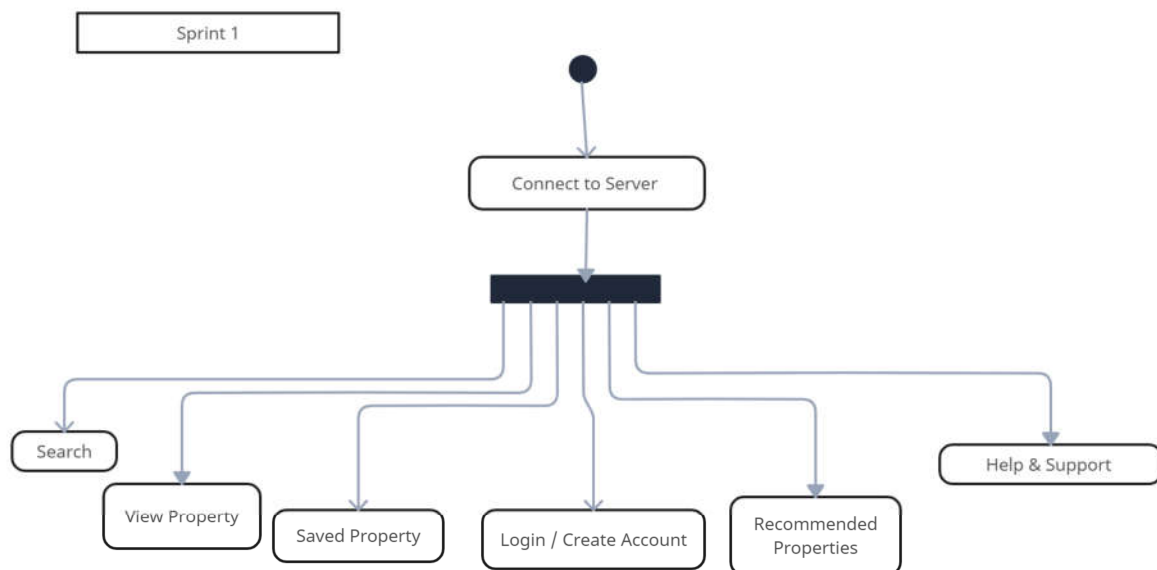 Sprint 1
Connect to Server
Search
Help & Support
View Property
Saved Property
Login / Create Account
Recommended
Properties